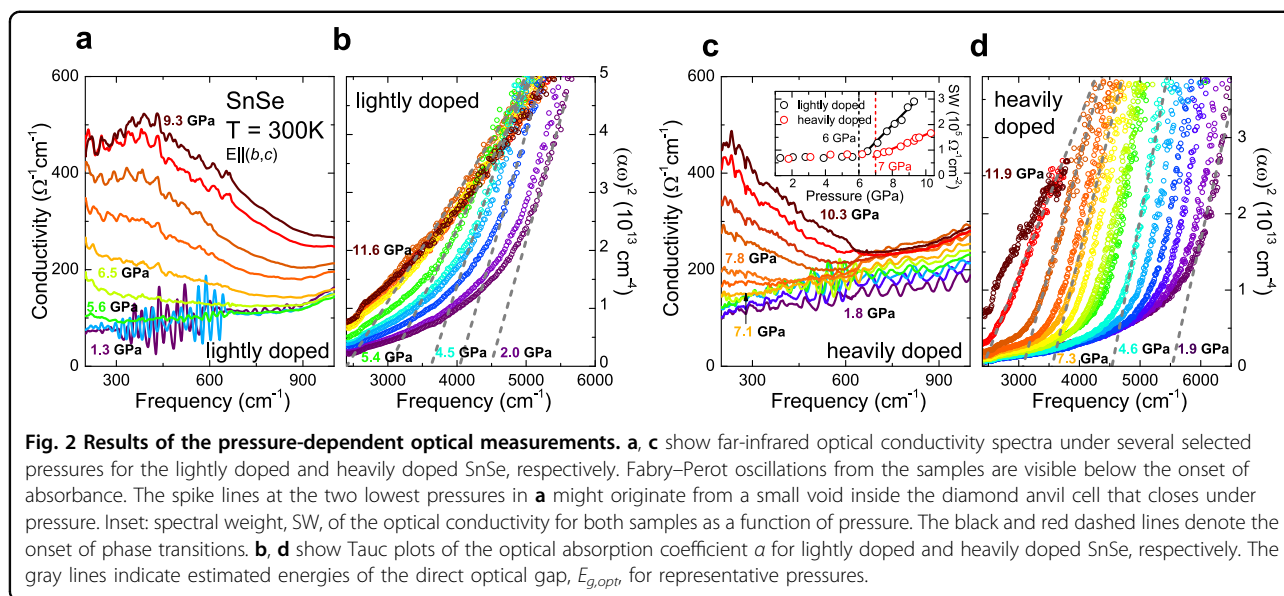 a
b
c
d
600
400
200
0
Conductivity (Ω⁻¹cm⁻¹)
SnSe
T = 300K
E||(b,c)
9.3 GPa
6.5 GPa
5.6 GPa
1.3 GPa
lightly doped
300 600 900
Frequency (cm⁻¹)
lightly doped
11.6 GPa
5.4 GPa
4.5 GPa
2.0 GPa
5
4
3
2
1
0
(αω)² (10¹³ cm⁻⁴)
3000 4000 5000 6000
Frequency (cm⁻¹)
600
400
200
0
Conductivity (Ω⁻¹cm⁻¹)
lightly doped
heavily doped
6 GPa
7 GPa
3
2
1
0
SW (10⁵ Ω⁻¹cm⁻²)
2 4 6 8 10
Pressure (GPa)
10.3 GPa
7.8 GPa
7.1 GPa
1.8 GPa
heavily doped
300 600 900
Frequency (cm⁻¹)
heavily
doped
11.9 GPa
7.3 GPa
4.6 GPa
1.9 GPa
3
2
1
0
(αω)² (10¹³ cm⁻⁴)
3000 4000 5000 6000
Frequency (cm⁻¹)
Fig. 2 Results of the pressure-dependent optical measurements. a, c show far-infrared optical conductivity spectra under several selected
pressures for the lightly doped and heavily doped SnSe, respectively. Fabry–Perot oscillations from the samples are visible below the onset of
absorbance. The spike lines at the two lowest pressures in a might originate from a small void inside the diamond anvil cell that closes under
pressure. Inset: spectral weight, SW, of the optical conductivity for both samples as a function of pressure. The black and red dashed lines denote the
onset of phase transitions. b, d show Tauc plots of the optical absorption coefficient α for lightly doped and heavily doped SnSe, respectively. The
gray lines indicate estimated energies of the direct optical gap, E_g,opt, for representative pressures.